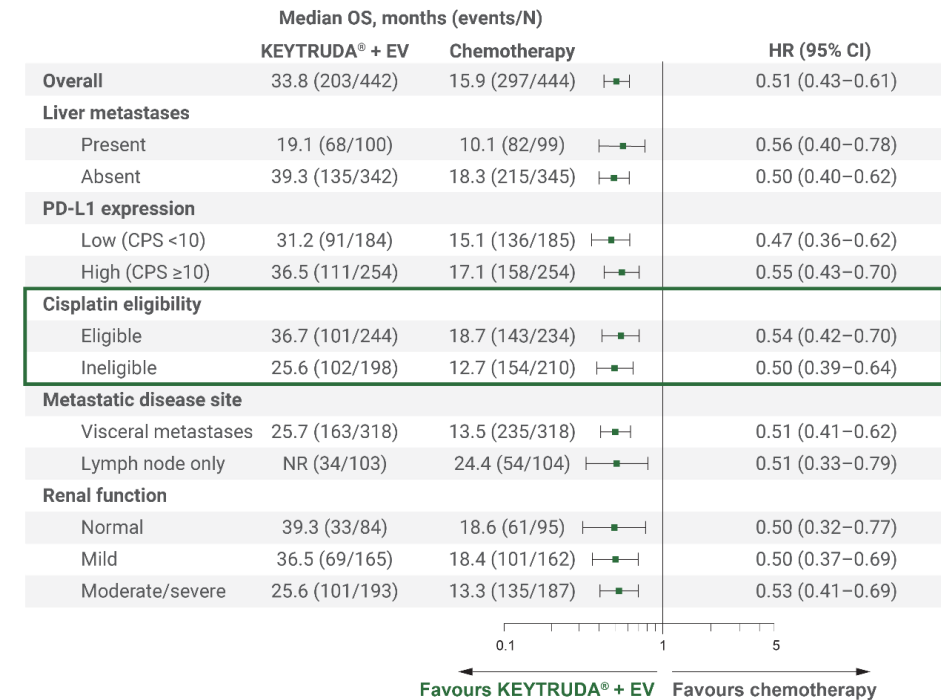 Median OS, months (events/N)
KEYTRUDA® + EV Chemotherapy HR (95% CI)
Overall 33.8 (203/442) 15.9 (297/444) 0.51 (0.43–0.61)
Liver metastases
Present 19.1 (68/100) 10.1 (82/99) 0.56 (0.40–0.78)
Absent 39.3 (135/342) 18.3 (215/345) 0.50 (0.40–0.62)
PD-L1 expression
Low (CPS <10) 31.2 (91/184) 15.1 (136/185) 0.47 (0.36–0.62)
High (CPS ≥10) 36.5 (111/254) 17.1 (158/254) 0.55 (0.43–0.70)
Cisplatin eligibility
Eligible 36.7 (101/244) 18.7 (143/234) 0.54 (0.42–0.70)
Ineligible 25.6 (102/198) 12.7 (154/210) 0.50 (0.39–0.64)
Metastatic disease site
Visceral metastases 25.7 (163/318) 13.5 (235/318) 0.51 (0.41–0.62)
Lymph node only NR (34/103) 24.4 (54/104) 0.51 (0.33–0.79)
Renal function
Normal 39.3 (33/84) 18.6 (61/95) 0.50 (0.32–0.77)
Mild 36.5 (69/165) 18.4 (101/162) 0.50 (0.37–0.69)
Moderate/severe 25.6 (101/193) 13.3 (135/187) 0.53 (0.41–0.69)
0.1 1 5
Favours KEYTRUDA® + EV Favours chemotherapy